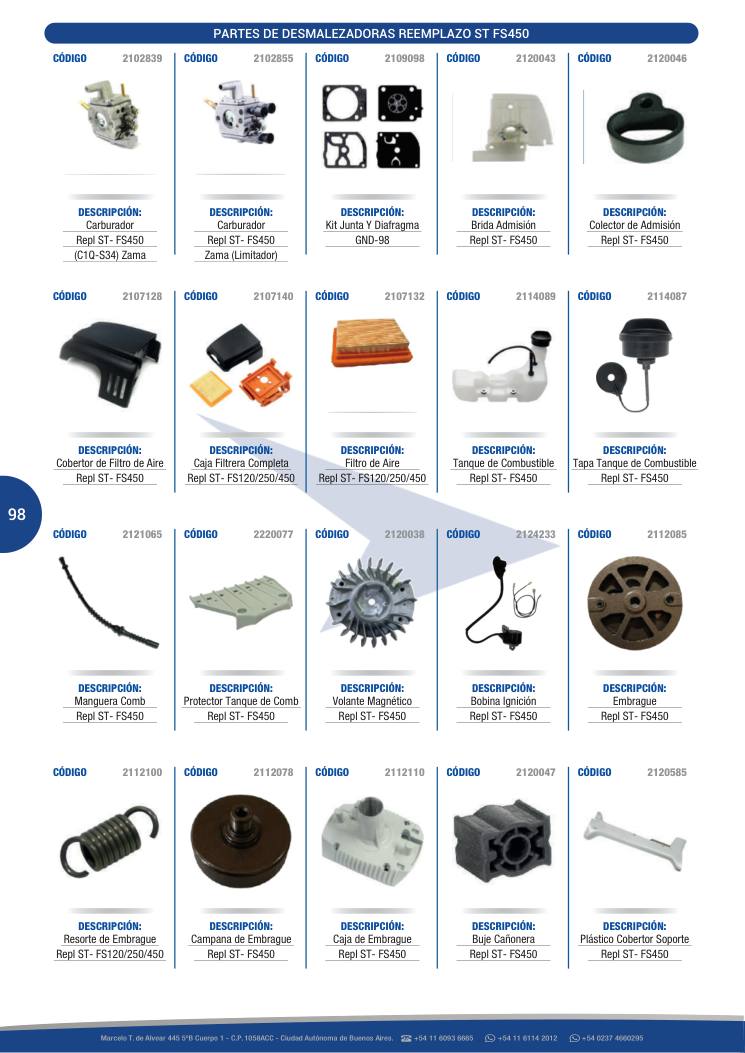 PARTES DE DESMALEZADORAS REEMPLAZO ST FS450
CÓDIGO 2102839
DESCRIPCIÓN:
Carburador
Repl ST- FS450
(C1Q-S34) Zama
CÓDIGO 2102855
DESCRIPCIÓN:
Carburador
Repl ST- FS450
Zama (Limitador)
CÓDIGO 2109098
DESCRIPCIÓN:
Kit Junta Y Diafragma
GND-98
CÓDIGO 2120043
DESCRIPCIÓN:
Brida Admisión
Repl ST- FS450
CÓDIGO 2120046
DESCRIPCIÓN:
Colector de Admisión
Repl ST- FS450
CÓDIGO 2107128
DESCRIPCIÓN:
Cobertor de Filtro de Aire
Repl ST- FS450
CÓDIGO 2107140
DESCRIPCIÓN:
Caja Filtrera Completa
Repl ST- FS120/250/450
CÓDIGO 2107132
DESCRIPCIÓN:
Filtro de Aire
Repl ST- FS120/250/450
CÓDIGO 2114089
DESCRIPCIÓN:
Tanque de Combustible
Repl ST- FS450
CÓDIGO 2114087
DESCRIPCIÓN:
Tapa Tanque de Combustible
Repl ST- FS450
98
CÓDIGO 2121065
DESCRIPCIÓN:
Manguera Comb
Repl ST- FS450
CÓDIGO 2220077
DESCRIPCIÓN:
Protector Tanque de Comb
Repl ST- FS450
CÓDIGO 2120038
DESCRIPCIÓN:
Volante Magnético
Repl ST- FS450
CÓDIGO 2124233
DESCRIPCIÓN:
Bobina Ignición
Repl ST- FS450
CÓDIGO 2112085
DESCRIPCIÓN:
Embrague
Repl ST- FS450
CÓDIGO 2112100
DESCRIPCIÓN:
Resorte de Embrague
Repl ST- FS120/250/450
CÓDIGO 2112078
DESCRIPCIÓN:
Campana de Embrague
Repl ST- FS450
CÓDIGO 2112110
DESCRIPCIÓN:
Caja de Embrague
Repl ST- FS450
CÓDIGO 2120047
DESCRIPCIÓN:
Buje Cañonera
Repl ST- FS450
CÓDIGO 2120585
DESCRIPCIÓN:
Plástico Cobertor Soporte
Repl ST- FS450
Marcelo T. de Alvear 445 5ºB Cuerpo 1 - C.P. 1058ACC - Ciudad Autónoma de Buenos Aires. +54 11 6093 6665 +54 11 6114 2012 +54 0237 4660295